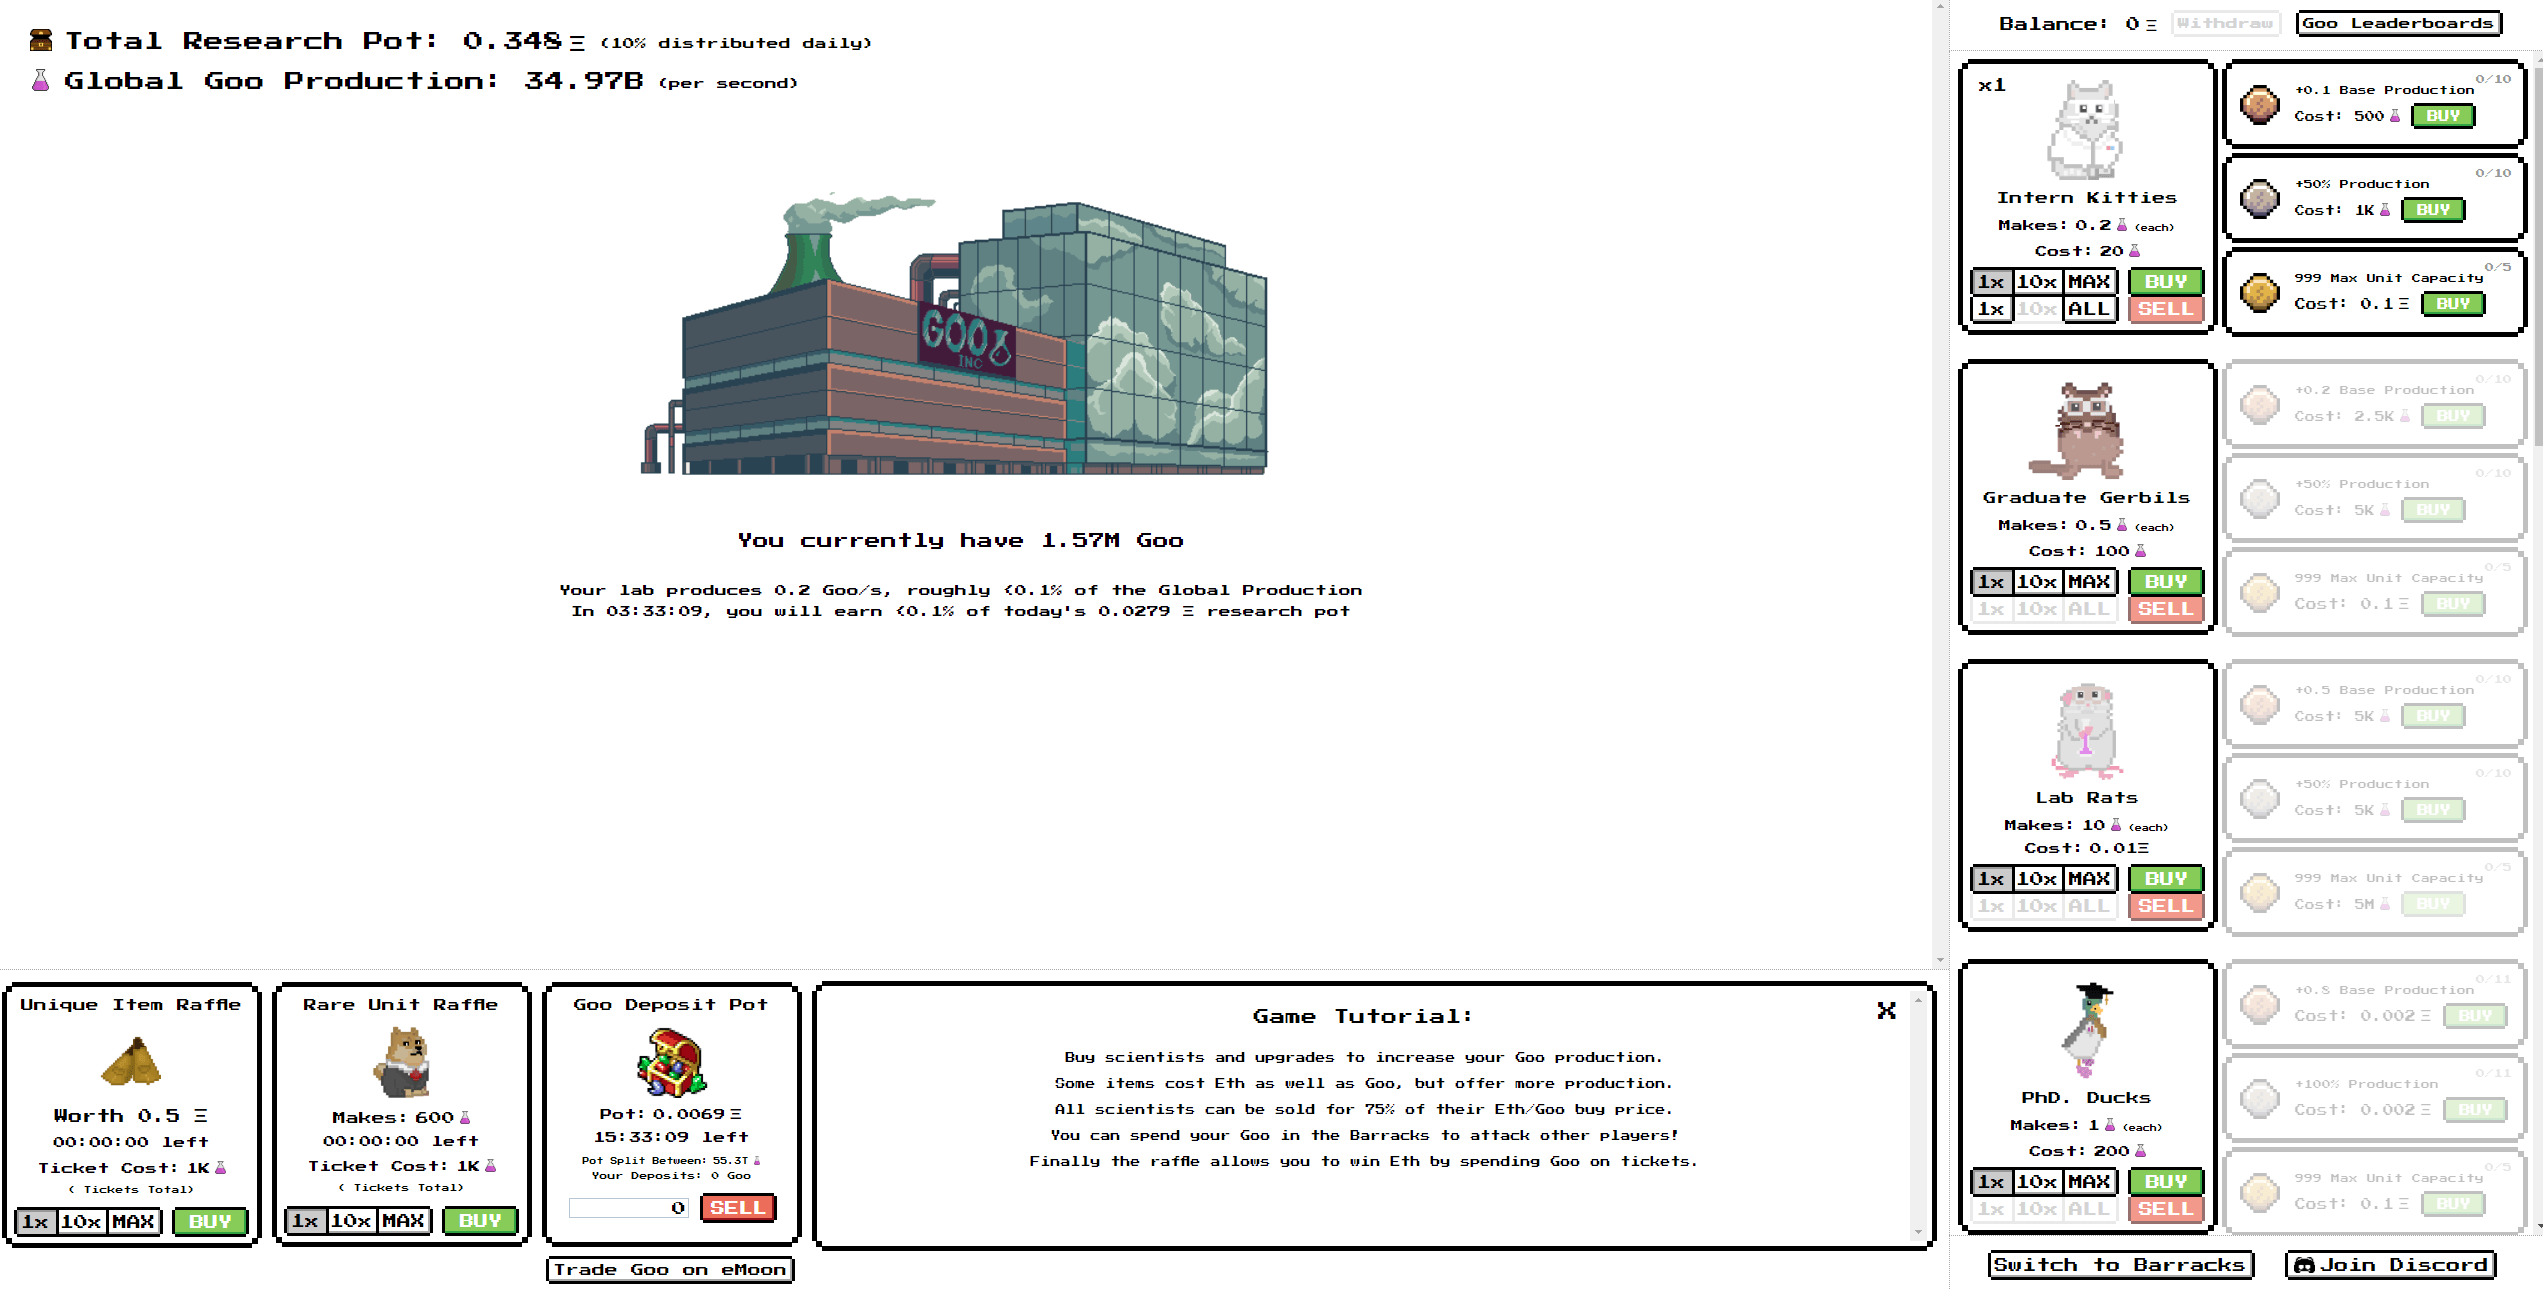 Total Research Pot: 0.348 Ξ (10% distributed daily)
Global Goo Production: 34.97B (per second)
GOO
INC
You currently have 1.57M Goo
Your lab produces 0.2 Goo/s, roughly <0.1% of the Global Production
In 03:33:09, you will earn <0.1% of today's 0.0279 Ξ research pot
Unique Item Raffle
Worth 0.5 Ξ
00:00:00 left
Ticket Cost: 1K
( Tickets Total)
1x 10x MAX BUY
Rare Unit Raffle
Makes: 600
00:00:00 left
Ticket Cost: 1K
( Tickets Total)
1x 10x MAX BUY
Goo Deposit Pot
Pot: 0.0069 Ξ
15:33:09 left
Pot Split Between: 55.3T
Your Deposits: 0 Goo
0 SELL
Trade Goo on eMoon
X
Game Tutorial:
Buy scientists and upgrades to increase your Goo production.
Some items cost Eth as well as Goo, but offer more production.
All scientists can be sold for 75% of their Eth/Goo buy price.
You can spend your Goo in the Barracks to attack other players!
Finally the raffle allows you to win Eth by spending Goo on tickets.
Balance: 0 Ξ Withdraw Goo Leaderboards
x1
Intern Kitties
Makes: 0.2 (each)
Cost: 20
1x 10x MAX BUY
1x 10x ALL SELL
0/10
+0.1 Base Production
Cost: 500 BUY
0/10
+50% Production
Cost: 1K BUY
0/5
999 Max Unit Capacity
Cost: 0.1 Ξ BUY
Graduate Gerbils
Makes: 0.5 (each)
Cost: 100
1x 10x MAX BUY
1x 10x ALL SELL
0/10
+0.2 Base Production
Cost: 2.5K BUY
0/10
+50% Production
Cost: 5K BUY
0/5
999 Max Unit Capacity
Cost: 0.1 Ξ BUY
Lab Rats
Makes: 10 (each)
Cost: 0.01Ξ
1x 10x MAX BUY
1x 10x ALL SELL
0/10
+0.5 Base Production
Cost: 5K BUY
0/10
+50% Production
Cost: 5K BUY
0/5
999 Max Unit Capacity
Cost: 5M BUY
PhD. Ducks
Makes: 1 (each)
Cost: 200
1x 10x MAX BUY
1x 10x ALL SELL
0/11
+0.8 Base Production
Cost: 0.002 Ξ BUY
0/11
+100% Production
Cost: 0.002 Ξ BUY
0/5
999 Max Unit Capacity
Cost: 0.1 Ξ BUY
Switch to Barracks
Join Discord